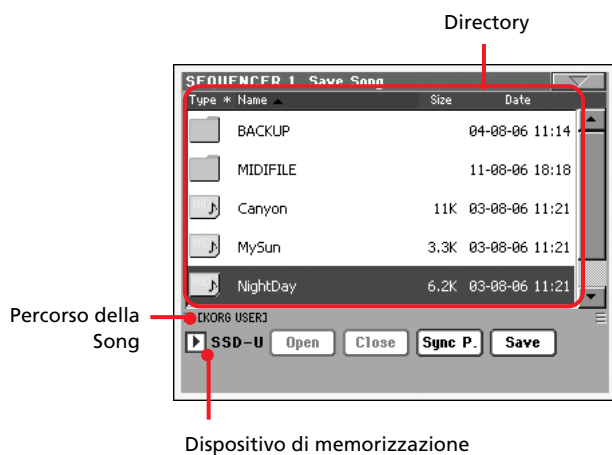 Directory
SEQUENCER 1 Save Song
Type * Name Size Date
BACKUP 04-08-06 11:14
MIDIFILE 11-08-06 18:18
Canyon 11K 03-08-06 11:21
MySun 3.3K 03-08-06 11:21
NightDay 6.2K 03-08-06 11:21
Percorso della
Song
[KORG USER]
SSD-U Open Close Sync P. Save
Dispositivo di memorizzazione